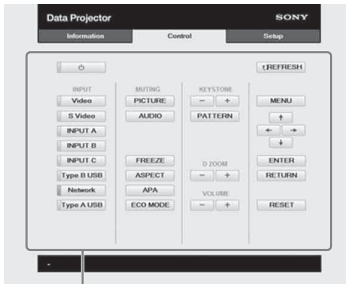 Data Projector SONY
Information Control Setup
REFRESH
INPUT MUTING KEYSTONE
Video PICTURE − + MENU
S Video AUDIO PATTERN
INPUT A
INPUT B
INPUT C FREEZE D ZOOM ENTER
Type B USB ASPECT − + RETURN
Network APA VOLUME
Type A USB ECO MODE − + RESET